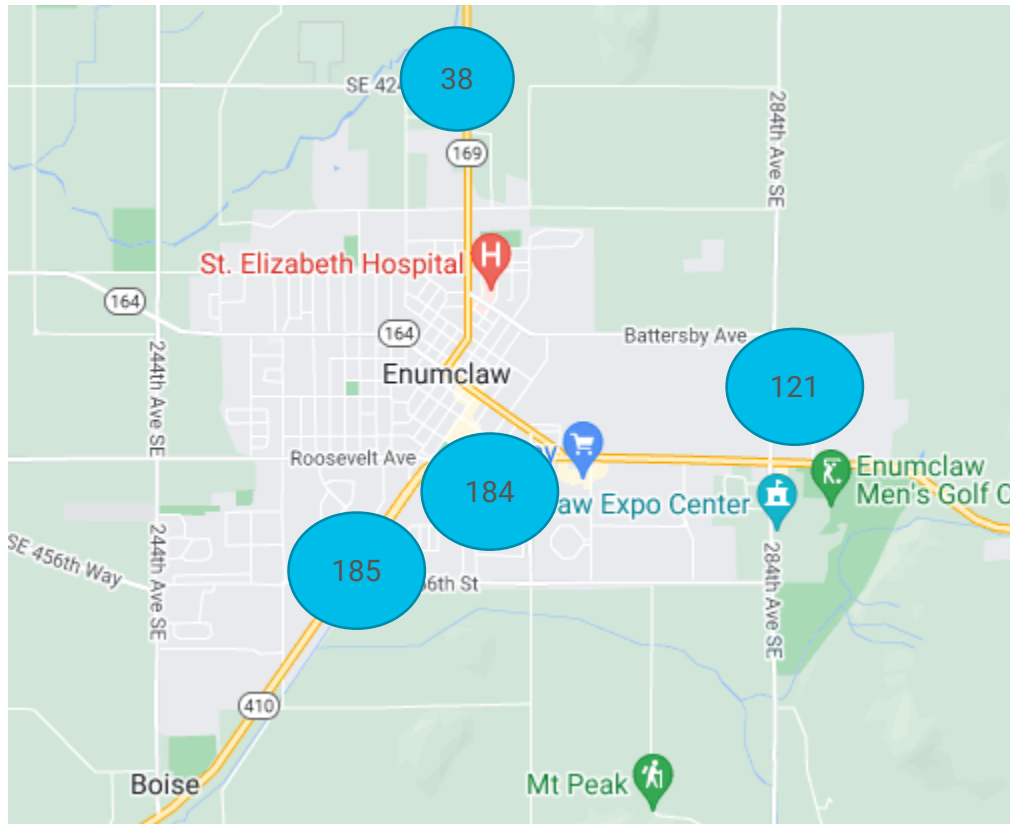 38
SE 424
169
284th Ave SE
St. Elizabeth Hospital
H
164
164
Battersby Ave
244th Ave SE
Enumclaw
121
Roosevelt Ave
Enumclaw
Men's Golf C
184
aw Expo Center
244th Ave SE
SE 456th Way
185
6th St
284th Ave SE
410
Boise
Mt Peak